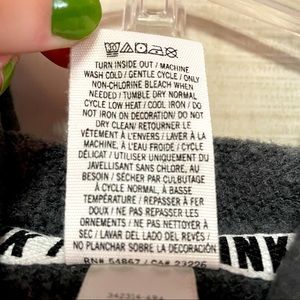 TURN INSIDE OUT / MACHINE
WASH COLD / GENTLE CYCLE / ONLY
NON-CHLORINE BLEACH WHEN
NEEDED / TUMBLE DRY NORMAL
CYCLE LOW HEAT / COOL IRON / DO
NOT IRON ON DECORATION/ DO NOT
DRY CLEAN/ RETOURNER LE
VÊTEMENT À L'ENVERS / LAVER À LA
MACHINE, À L'EAU FROIDE / CYCLE
DÉLICAT / UTILISER UN
JAVELLISANT SANS CHLORE, AU
BESOIN / SÉCHER PAR CULBUTAGE
À CYCLE NORMAL, À BASSE
TEMPÉRATURE / REPASSER À FER
DOUX / NE REPASSEZ PAS LES
ORNEMENTS / NE PAS NETTOYER À
SEC / LAVA DEL LADO DEL REVÉS /
NO PLANCHAR SOBRE LA DECORACIÓN
RN# 54867 / CA# 23226
K
INK